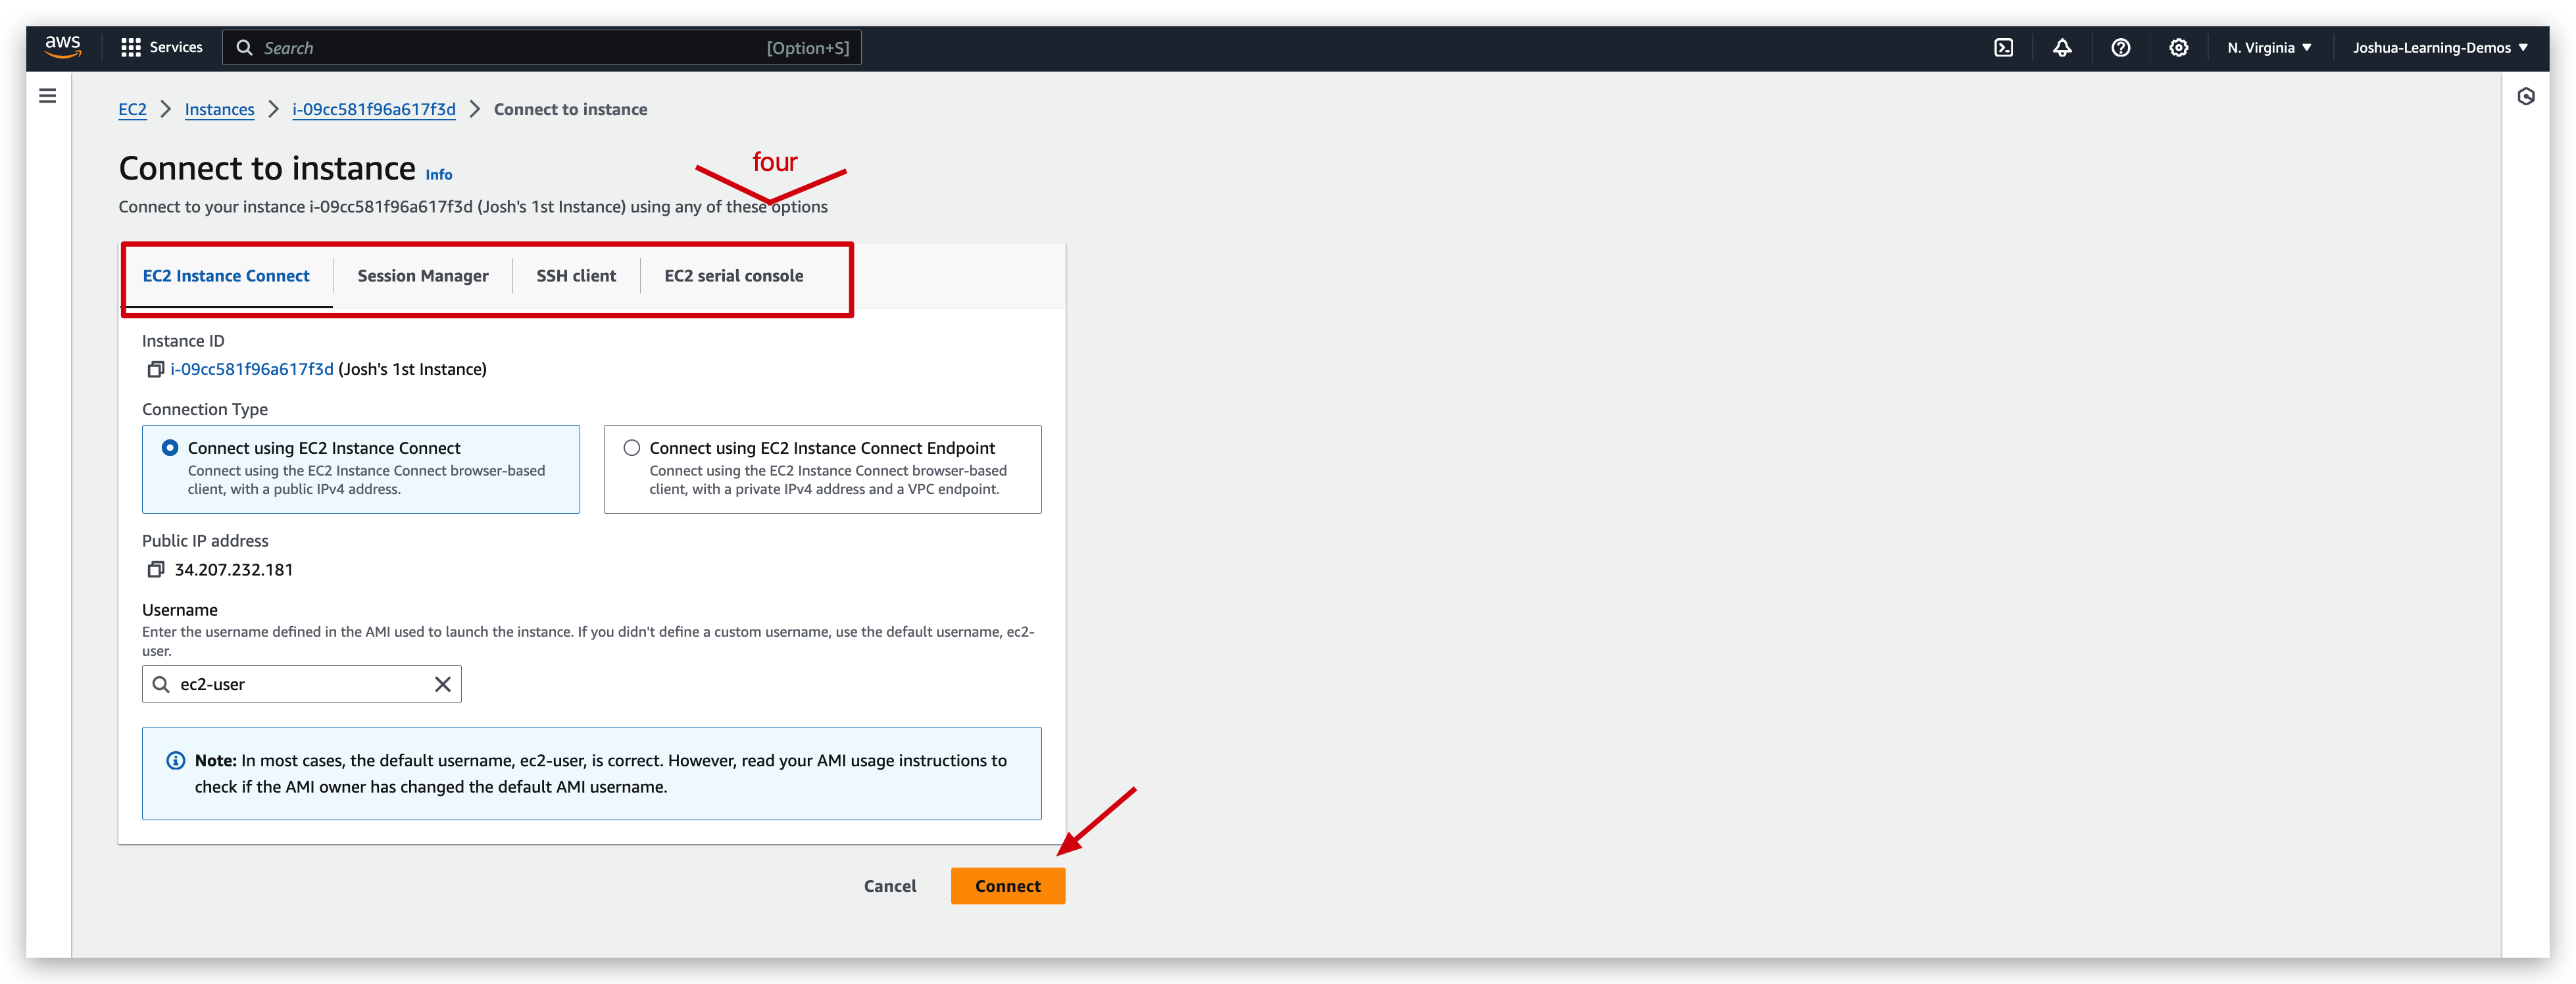 aws
Services
Search
[Option+S]
N. Virginia
Joshua-Learning-Demos
EC2
Instances
i-09cc581f96a617f3d
Connect to instance
Connect to instance
Info
four
Connect to your instance i-09cc581f96a617f3d (Josh's 1st Instance) using any of these options
EC2 Instance Connect
Session Manager
SSH client
EC2 serial console
Instance ID
i-09cc581f96a617f3d (Josh's 1st Instance)
Connection Type
Connect using EC2 Instance Connect
Connect using the EC2 Instance Connect browser-based
client, with a public IPv4 address.
Connect using EC2 Instance Connect Endpoint
Connect using the EC2 Instance Connect browser-based
client, with a private IPv4 address and a VPC endpoint.
Public IP address
34.207.232.181
Username
Enter the username defined in the AMI used to launch the instance. If you didn't define a custom username, use the default username, ec2-
user.
ec2-user
Note: In most cases, the default username, ec2-user, is correct. However, read your AMI usage instructions to
check if the AMI owner has changed the default AMI username.
Cancel
Connect